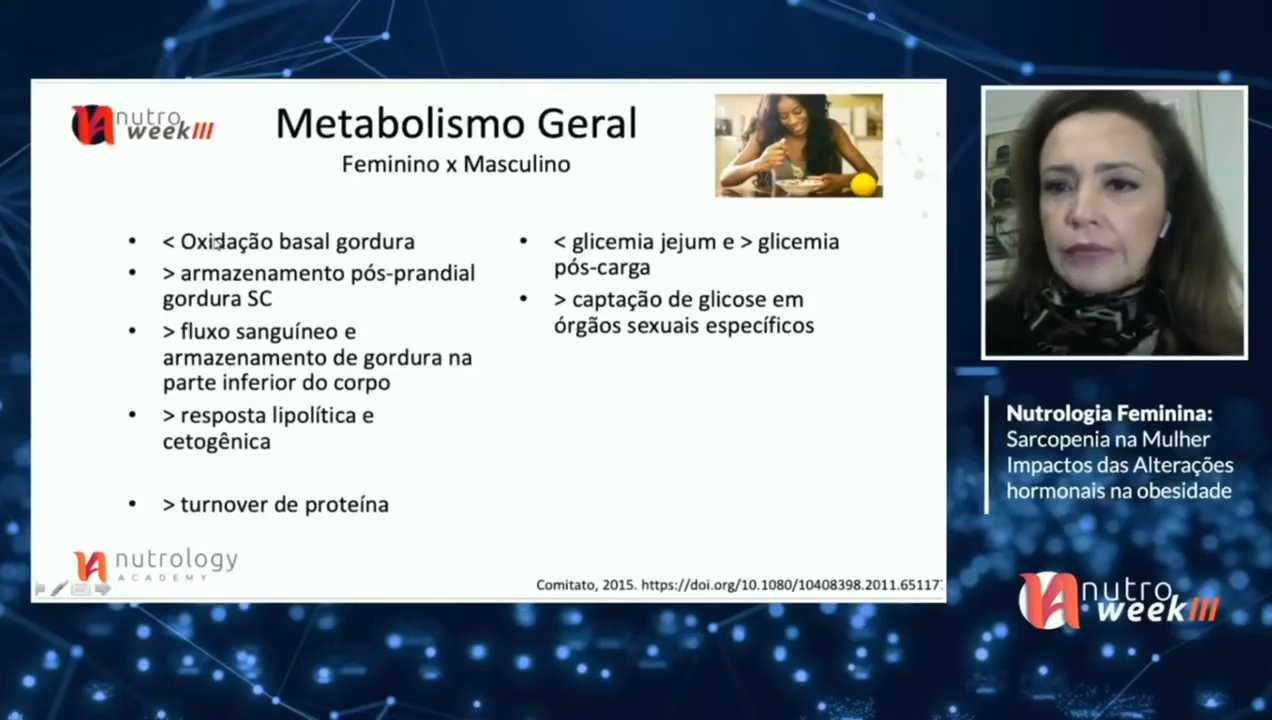 nutro
week III
Metabolismo Geral
Feminino x Masculino
• < Oxidação basal gordura
• > armazenamento pós-prandial
gordura SC
• > fluxo sanguíneo e
armazenamento de gordura na
parte inferior do corpo
• > resposta lipolítica e
cetogênica
• > turnover de proteína
• < glicemia jejum e > glicemia
pós-carga
• > captação de glicose em
órgãos sexuais específicos
nutrology
ACADEMY
Comitato, 2015. https://doi.org/10.1080/10408398.2011.65117
Nutrologia Feminina:
Sarcopenia na Mulher
Impactos das Alterações
hormonais na obesidade
nutro
week III